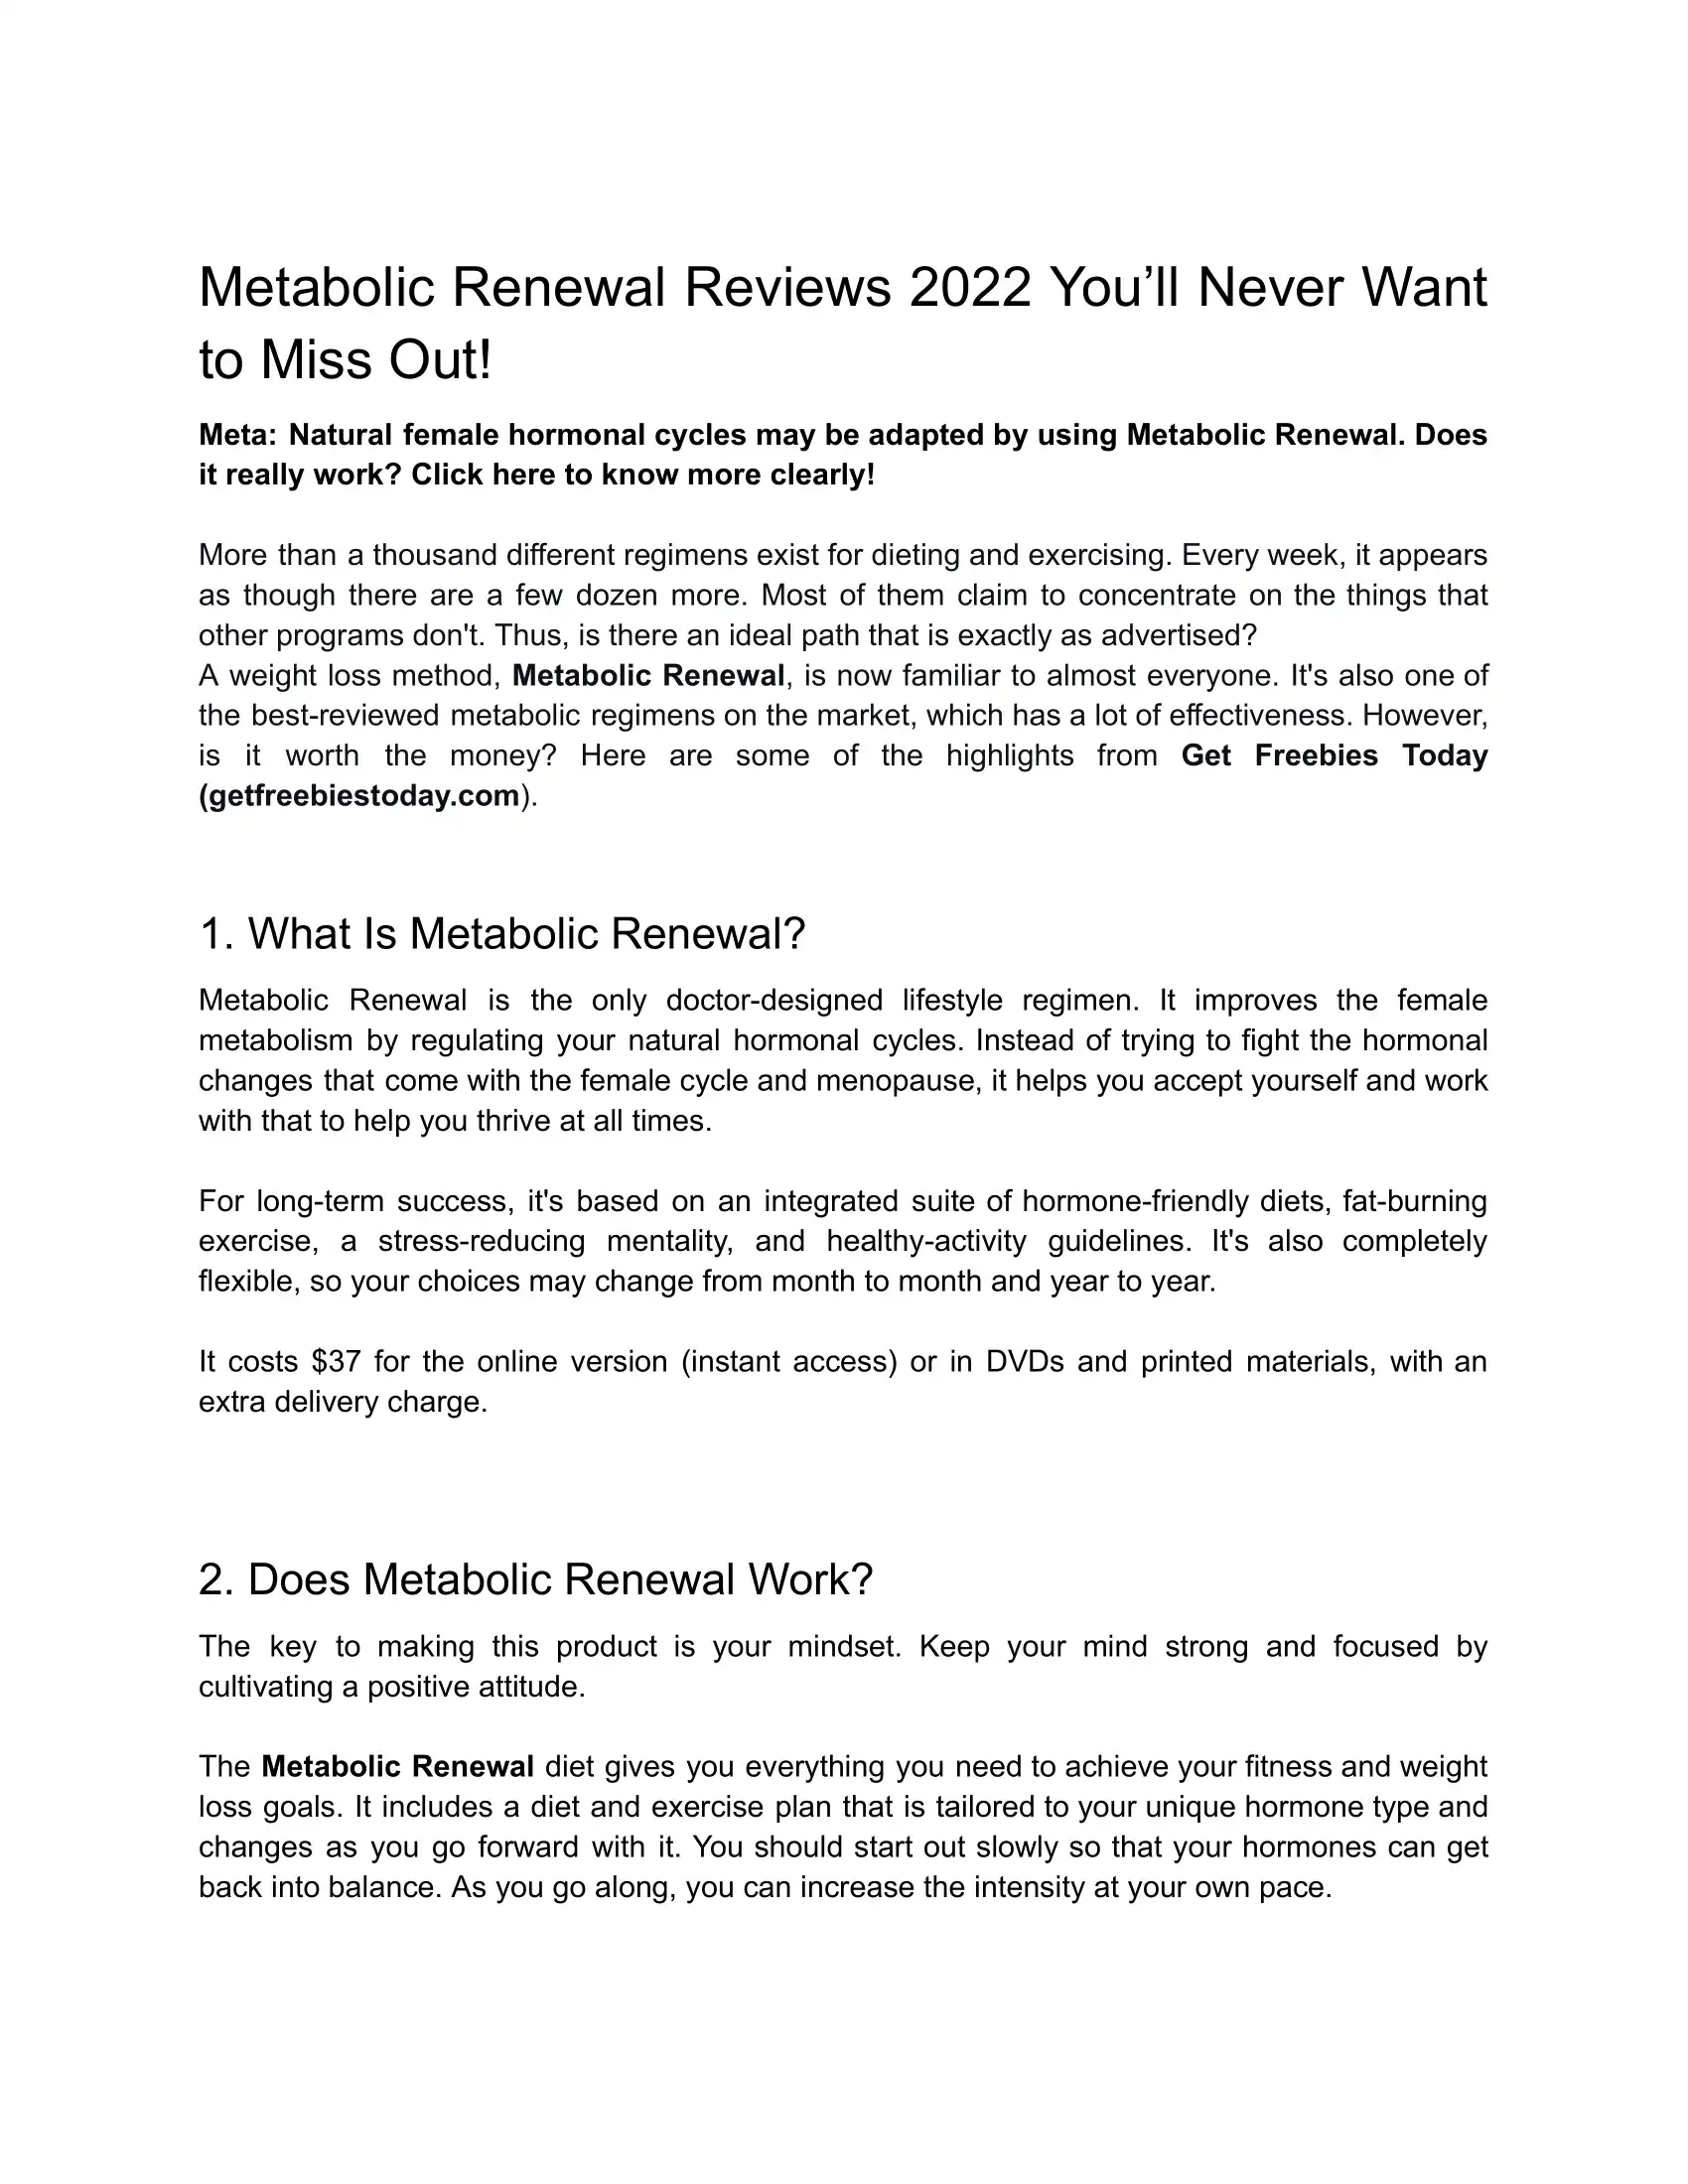 Metabolic Renewal Reviews 2022 You’ll Never Want
to Miss Out!
Meta: Natural female hormonal cycles may be adapted by using Metabolic Renewal. Does
it really work? Click here to know more clearly!
More than a thousand different regimens exist for dieting and exercising. Every week, it appears
as though there are a few dozen more. Most of them claim to concentrate on the things that
other programs don't. Thus, is there an ideal path that is exactly as advertised?
A weight loss method, Metabolic Renewal, is now familiar to almost everyone. It's also one of
the best-reviewed metabolic regimens on the market, which has a lot of effectiveness. However,
is it worth the money? Here are some of the highlights from Get Freebies Today
(getfreebiestoday.com).
1. What Is Metabolic Renewal?
Metabolic Renewal is the only doctor-designed lifestyle regimen. It improves the female
metabolism by regulating your natural hormonal cycles. Instead of trying to fight the hormonal
changes that come with the female cycle and menopause, it helps you accept yourself and work
with that to help you thrive at all times.
For long-term success, it's based on an integrated suite of hormone-friendly diets, fat-burning
exercise, a stress-reducing mentality, and healthy-activity guidelines. It's also completely
flexible, so your choices may change from month to month and year to year.
It costs $37 for the online version (instant access) or in DVDs and printed materials, with an
extra delivery charge.
2. Does Metabolic Renewal Work?
The key to making this product is your mindset. Keep your mind strong and focused by
cultivating a positive attitude.
The Metabolic Renewal diet gives you everything you need to achieve your fitness and weight
loss goals. It includes a diet and exercise plan that is tailored to your unique hormone type and
changes as you go forward with it. You should start out slowly so that your hormones can get
back into balance. As you go along, you can increase the intensity at your own pace.